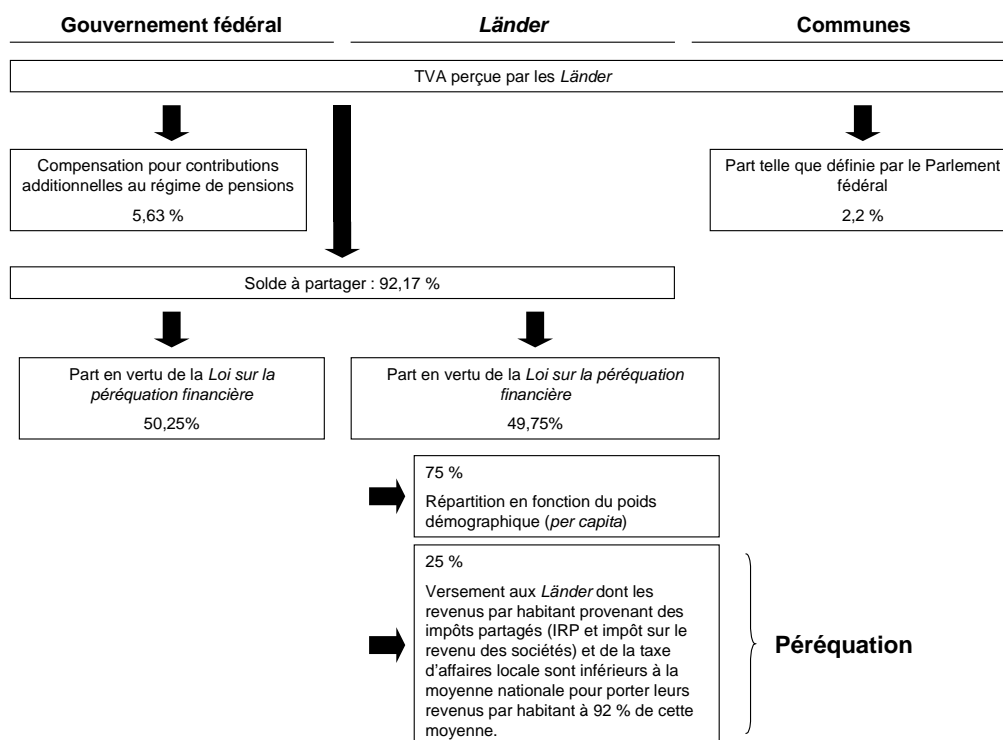 Gouvernement fédéral
Länder
Communes
TVA perçue par les Länder
Compensation pour contributions
additionnelles au régime de pensions
5,63 %
Part telle que définie par le Parlement
fédéral
2,2 %
Solde à partager : 92,17 %
Part en vertu de la Loi sur la
péréquation financière
50,25%
Part en vertu de la Loi sur la péréquation
financière
49,75%
75 %
Répartition en fonction du poids
démographique (per capita)
25 %
Versement aux Länder dont les
revenus par habitant provenant des
impôts partagés (IRP et impôt sur le
revenu des sociétés) et de la taxe
d'affaires locale sont inférieurs à la
moyenne nationale pour porter leurs
revenus par habitant à 92 % de cette
moyenne.
Péréquation